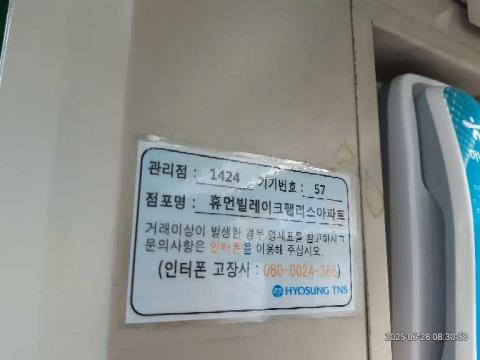 관리점 : 1424 기기번호 : 57
점포명 : 휴먼빌레이크팰리스아파트
거래이상이 발생한 경우 명세표를 참고하시고
문의사항은 인터폰을 이용해 주십시오.
(인터폰 고장시 : 080-0024-365)
HYOSUNG TNS
2025-06-28 08:30:53